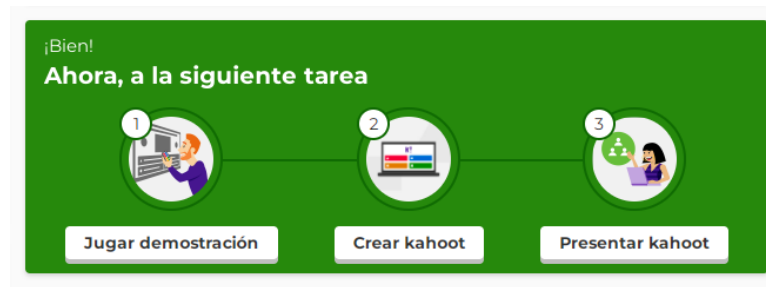 ¡Bien!
Ahora, a la siguiente tarea
1
2
3
Jugar demostración
Crear kahoot
Presentar kahoot